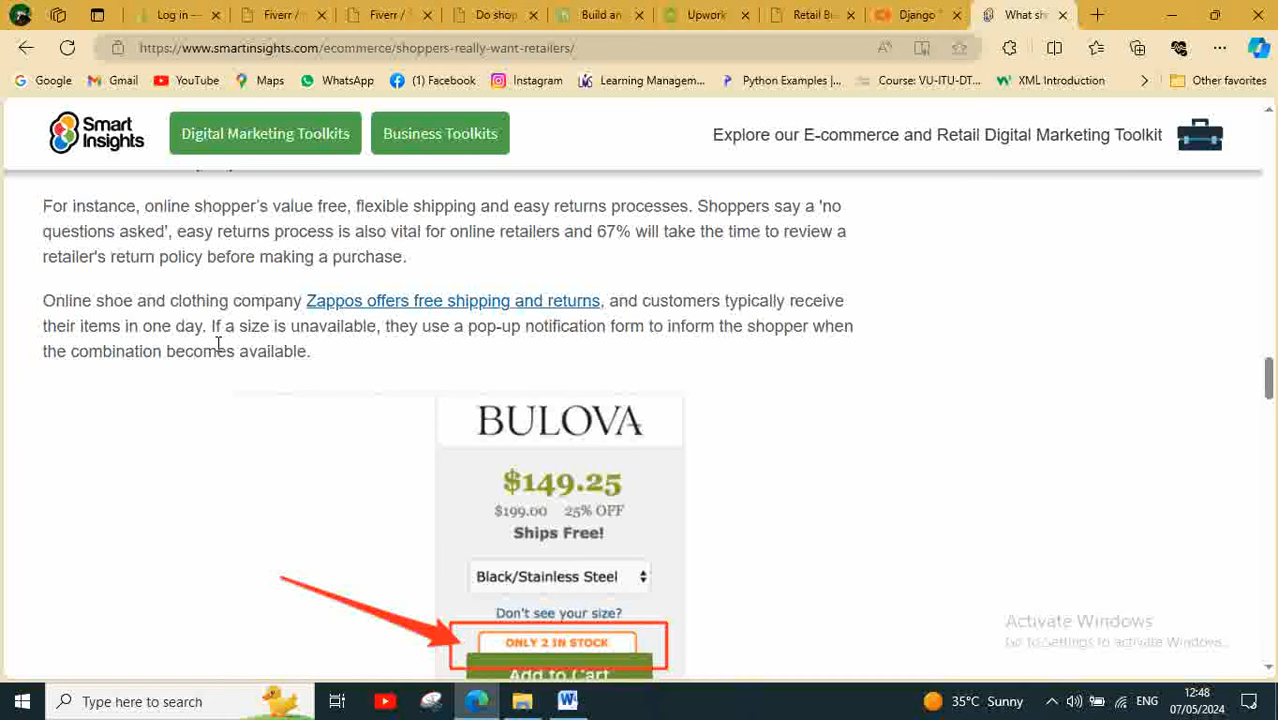 Log in —
Fiverr /
Fiverr /
Do shop
Build an
Upwork
Retail Bu
Django
What sh
https://www.smartinsights.com/ecommerce/shoppers-really-want-retailers/
Google
Gmail
YouTube
Maps
WhatsApp
(1) Facebook
Instagram
Learning Managem...
Python Examples |...
Course: VU-ITU-DT...
XML Introduction
Other favorites
Smart
Insights
Digital Marketing Toolkits
Business Toolkits
Explore our E-commerce and Retail Digital Marketing Toolkit
For instance, online shopper's value free, flexible shipping and easy returns processes. Shoppers say a 'no
questions asked', easy returns process is also vital for online retailers and 67% will take the time to review a
retailer's return policy before making a purchase.
Online shoe and clothing company Zappos offers free shipping and returns, and customers typically receive
their items in one day. If a size is unavailable, they use a pop-up notification form to inform the shopper when
the combination becomes available.
BULOVA
$149.25
$199.00 25% OFF
Ships Free!
Black/Stainless Steel
Don't see your size?
ONLY 2 IN STOCK
Add to Cart
Activate Windows
Go to Settings to activate Windows.
Type here to search
35°C Sunny
ENG
12:48
07/05/2024